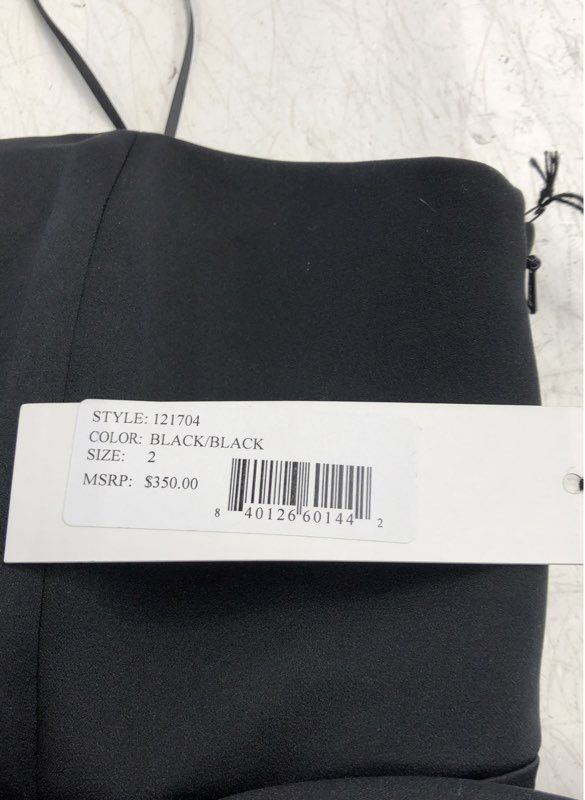 STYLE: 121704
COLOR: BLACK/BLACK
SIZE: 2
MSRP: $350.00
8 40126 60144 2